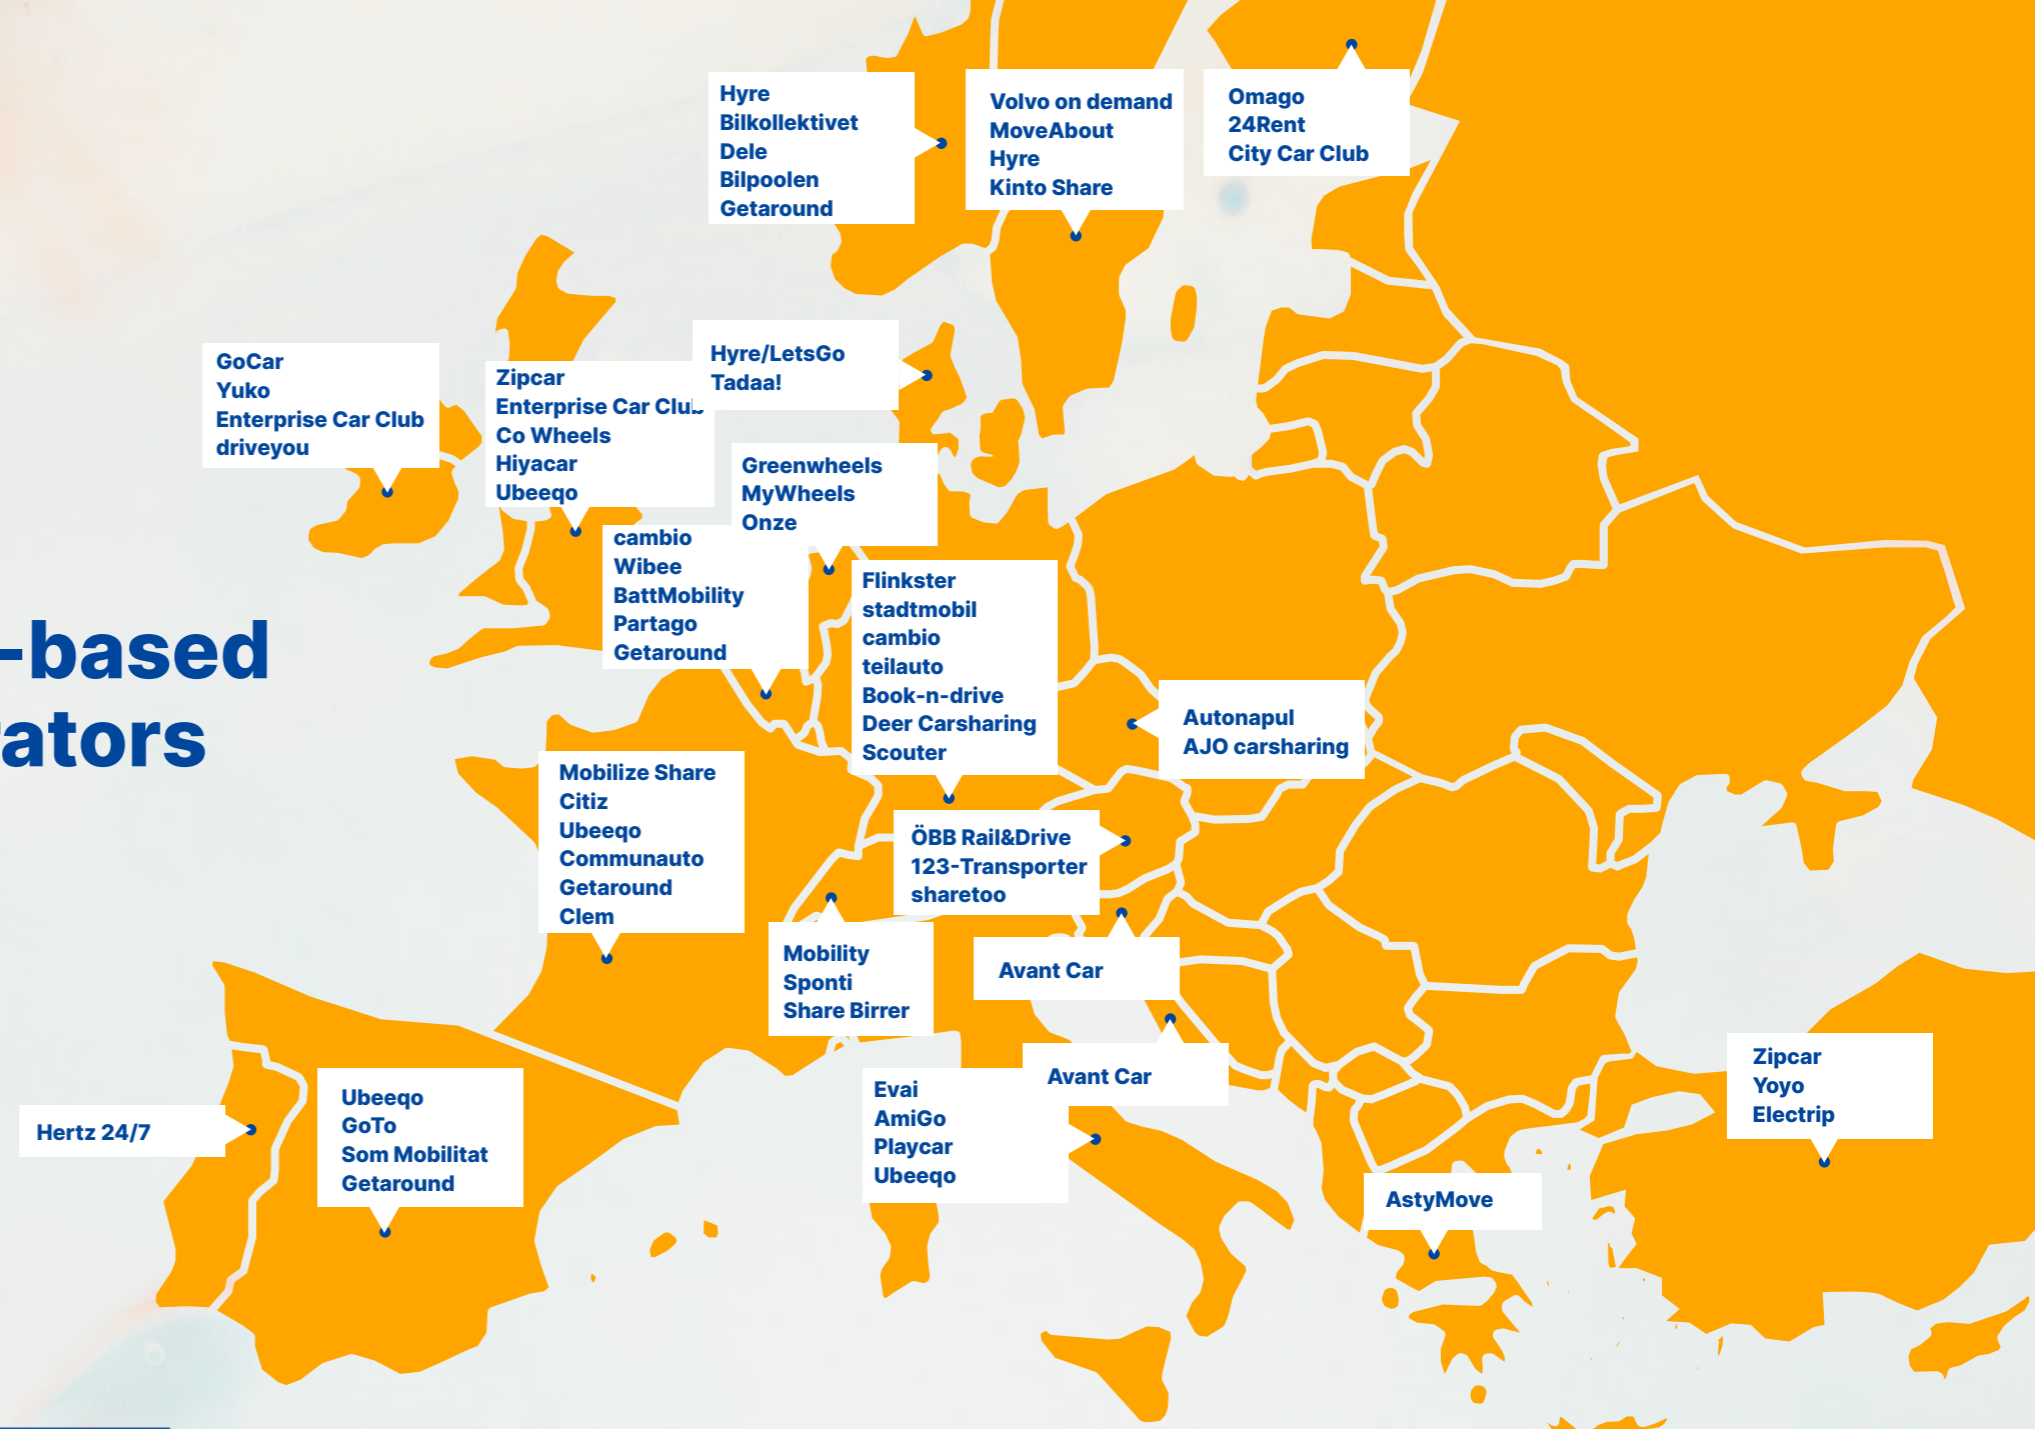 Hyre
Bilkollektivet
Dele
Bilpoolen
Getaround
Volvo on demand
MoveAbout
Hyre
Kinto Share
Omago
24Rent
City Car Club
GoCar
Yuko
Enterprise Car Club
driveyou
Zipcar
Enterprise Car Club
Co Wheels
Hiyacar
Ubeeqo
Hyre/LetsGo
Tadaa!
Greenwheels
MyWheels
Onze
cambio
Wibee
BattMobility
Partago
Getaround
Flinkster
stadtmobil
cambio
teilauto
Book-n-drive
Deer Carsharing
Scouter
-based
ators
Autonapul
AJO carsharing
Mobilize Share
Citiz
Ubeeqo
Communauto
Getaround
Clem
ÖBB Rail&Drive
123-Transporter
sharetoo
Mobility
Sponti
Share Birrer
Avant Car
Avant Car
Evai
AmiGo
Playcar
Ubeeqo
Hertz 24/7
Ubeeqo
GoTo
Som Mobilitat
Getaround
Zipcar
Yoyo
Electrip
AstyMove